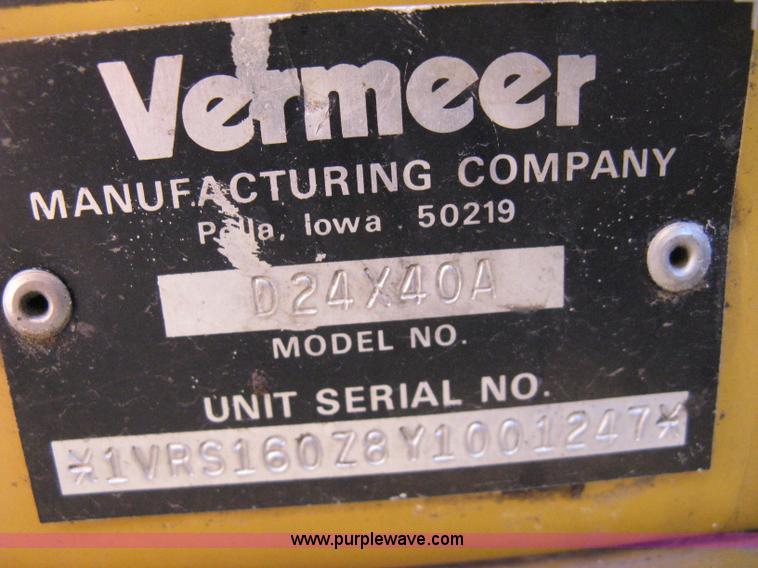 Vermeer
MANUFACTURING COMPANY
Pella, Iowa 50219
D24X40A
MODEL NO.
UNIT SERIAL NO.
*1VRS160Z8Y1001247*
www.purplewave.com